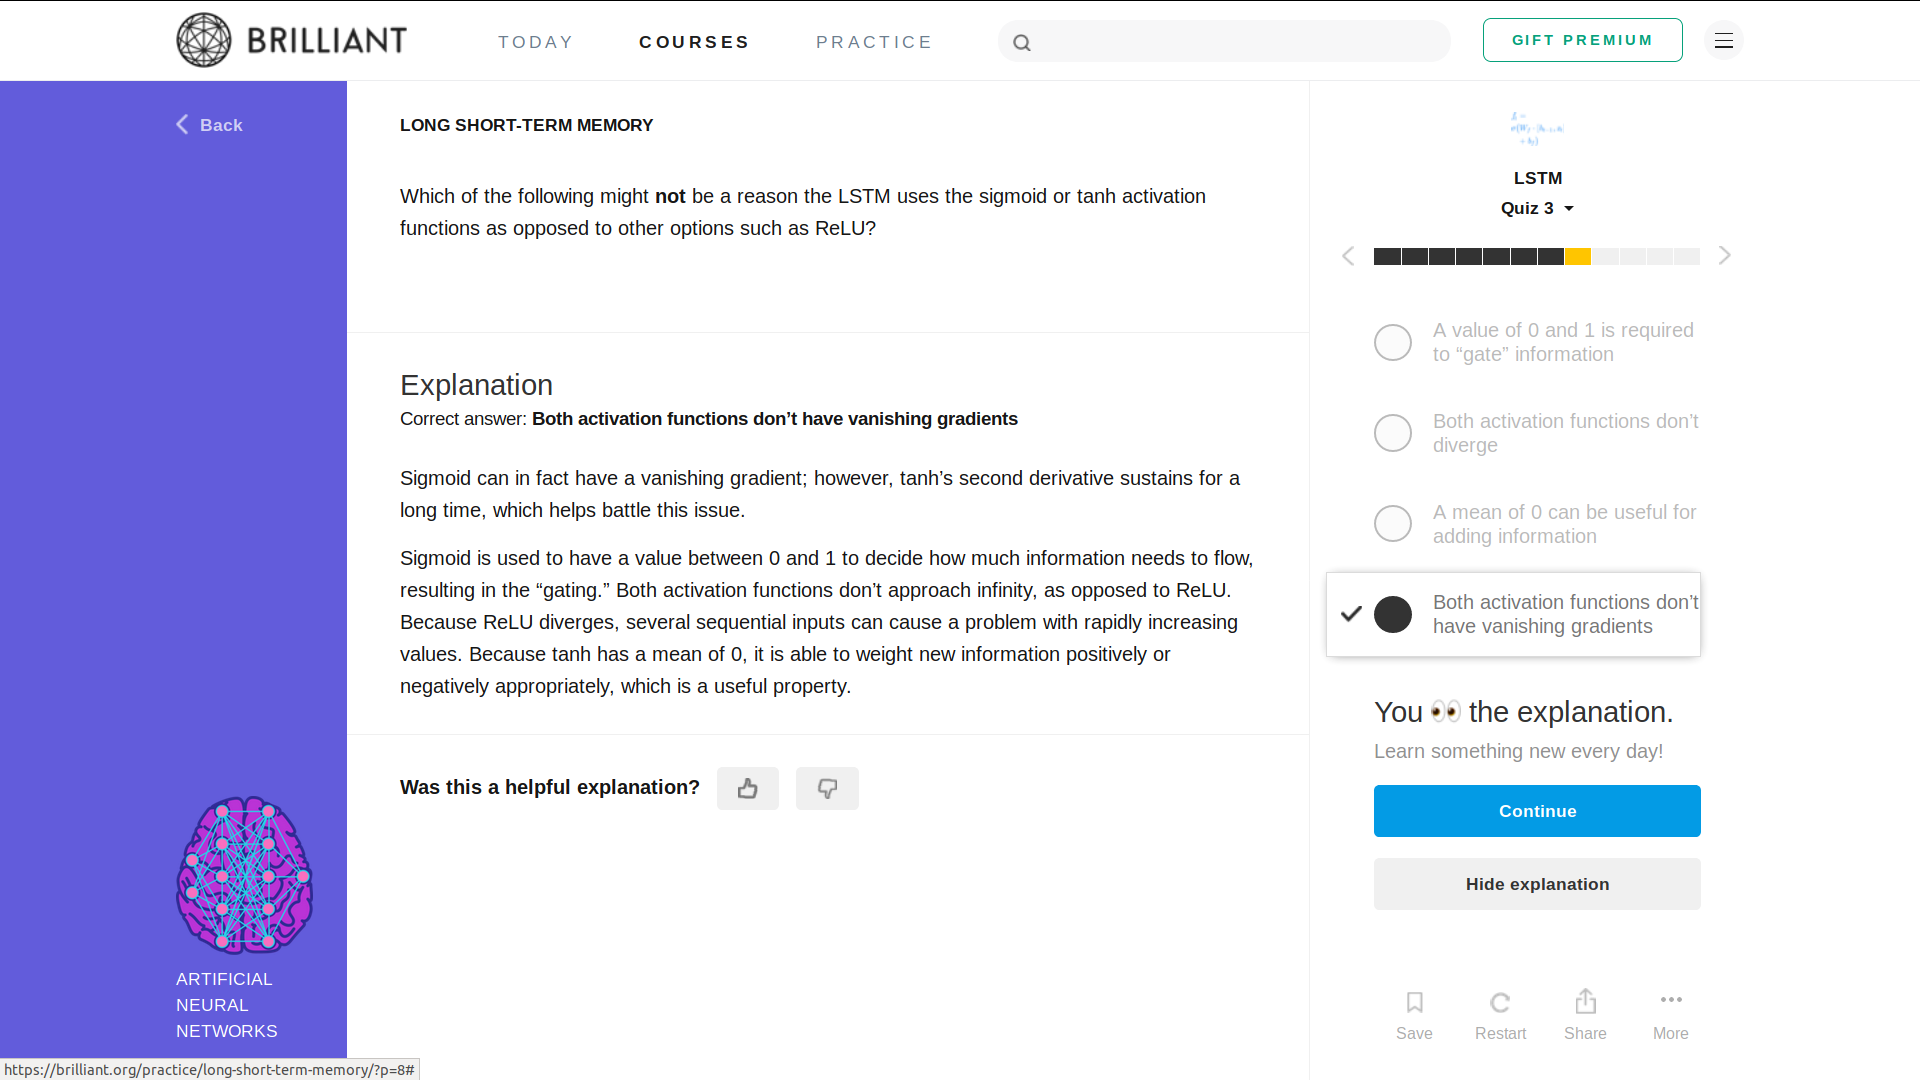 BRILLIANT
TODAY
COURSES
PRACTICE
GIFT PREMIUM
Back
LONG SHORT-TERM MEMORY
Which of the following might not be a reason the LSTM uses the sigmoid or tanh activation
functions as opposed to other options such as ReLU?
Explanation
Correct answer: Both activation functions don’t have vanishing gradients
Sigmoid can in fact have a vanishing gradient; however, tanh’s second derivative sustains for a
long time, which helps battle this issue.
Sigmoid is used to have a value between 0 and 1 to decide how much information needs to flow,
resulting in the “gating.” Both activation functions don’t approach infinity, as opposed to ReLU.
Because ReLU diverges, several sequential inputs can cause a problem with rapidly increasing
values. Because tanh has a mean of 0, it is able to weight new information positively or
negatively appropriately, which is a useful property.
Was this a helpful explanation?
LSTM
Quiz 3
A value of 0 and 1 is required
to “gate” information
Both activation functions don’t
diverge
A mean of 0 can be useful for
adding information
Both activation functions don’t
have vanishing gradients
You 👀 the explanation.
Learn something new every day!
Continue
Hide explanation
Save
Restart
Share
More
ARTIFICIAL
NEURAL
NETWORKS
https://brilliant.org/practice/long-short-term-memory/?p=8#